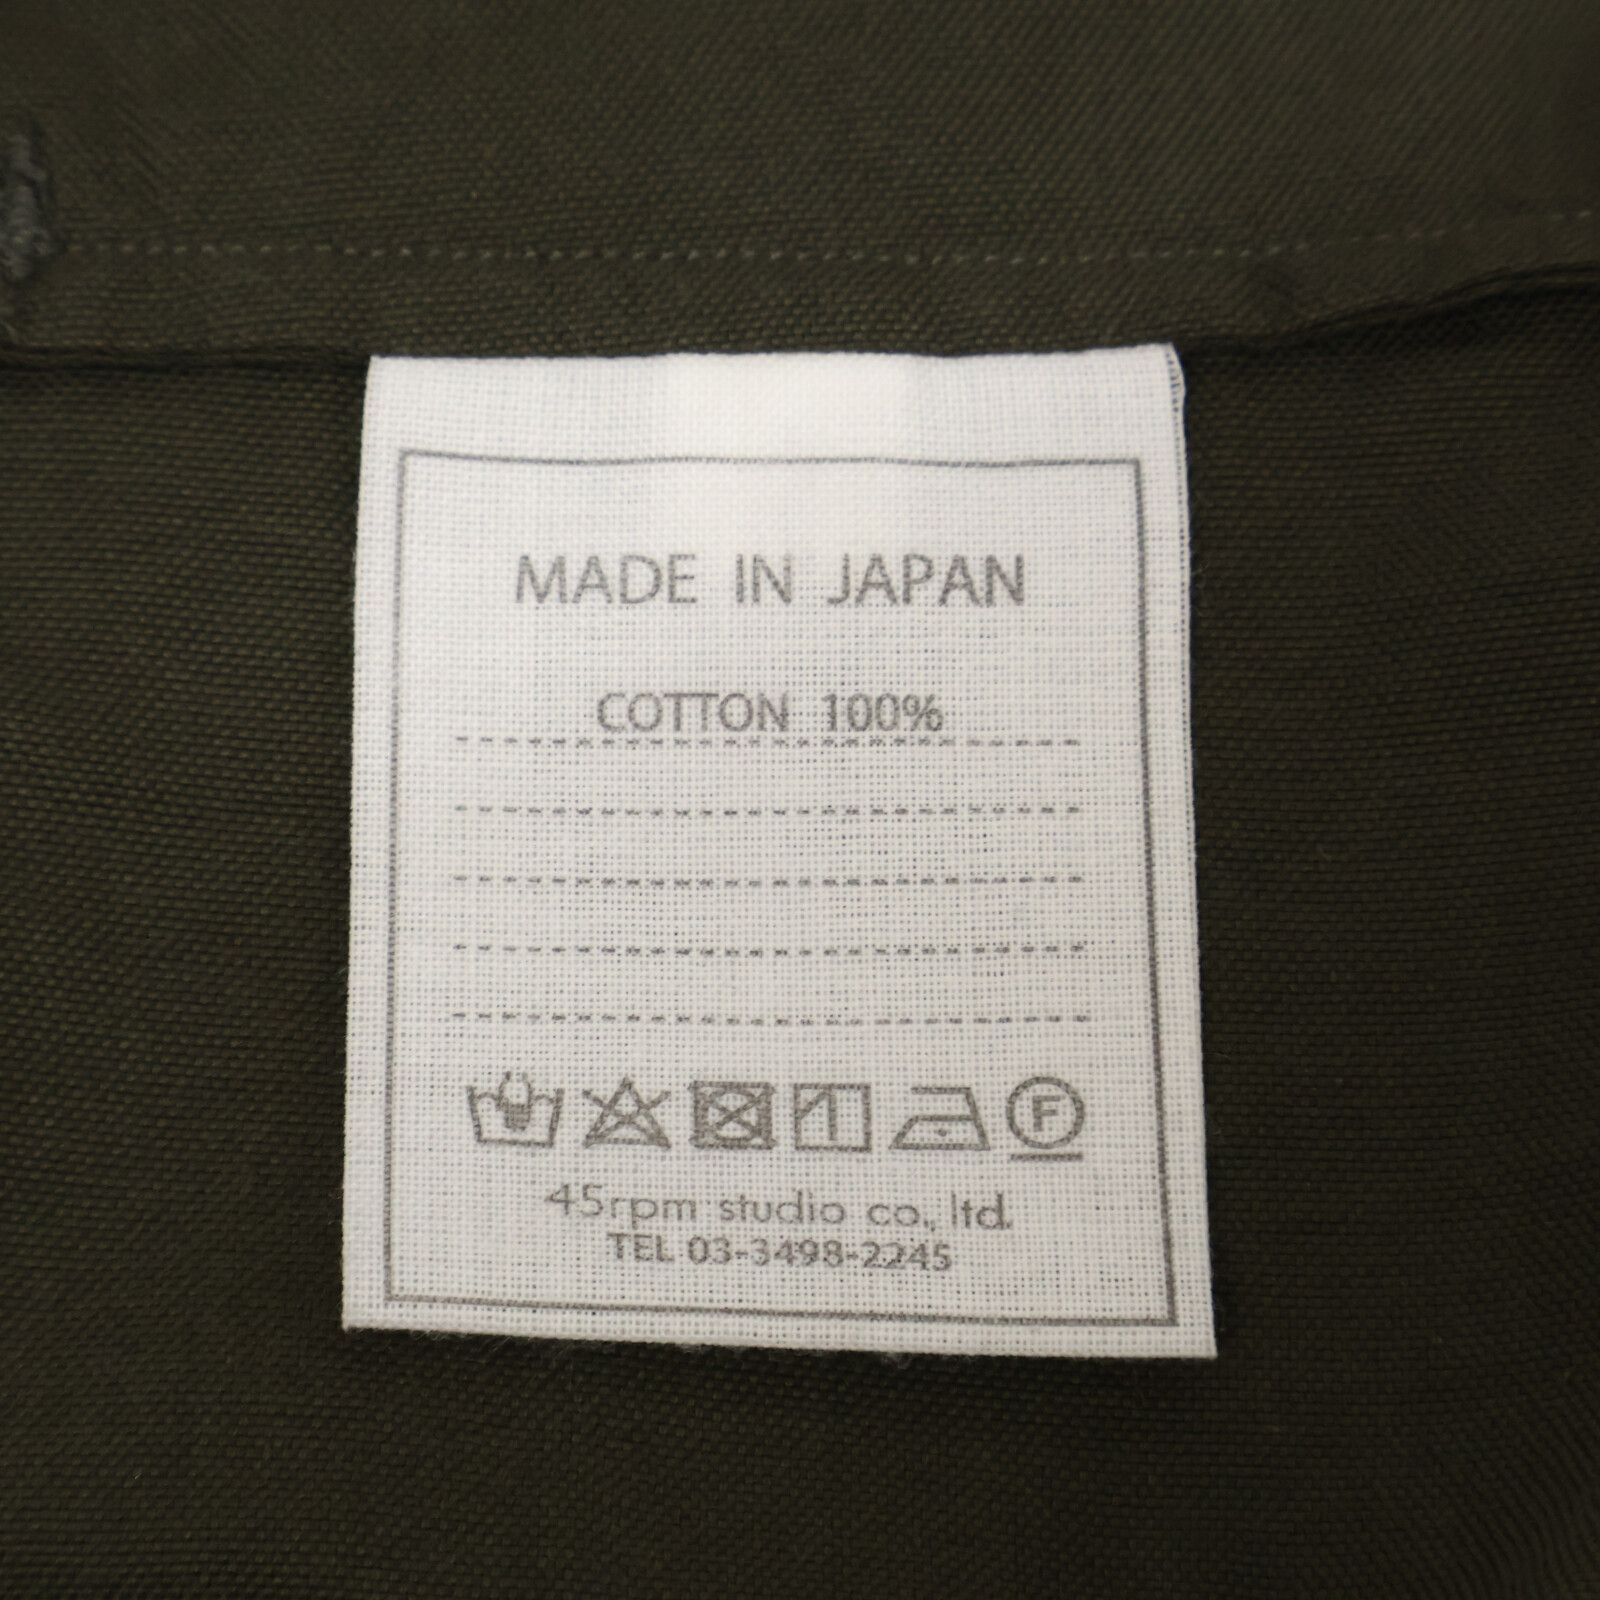 MADE IN JAPAN
COTTON 100%
F
45rpm studio co., ltd.
TEL 03-3498-2245